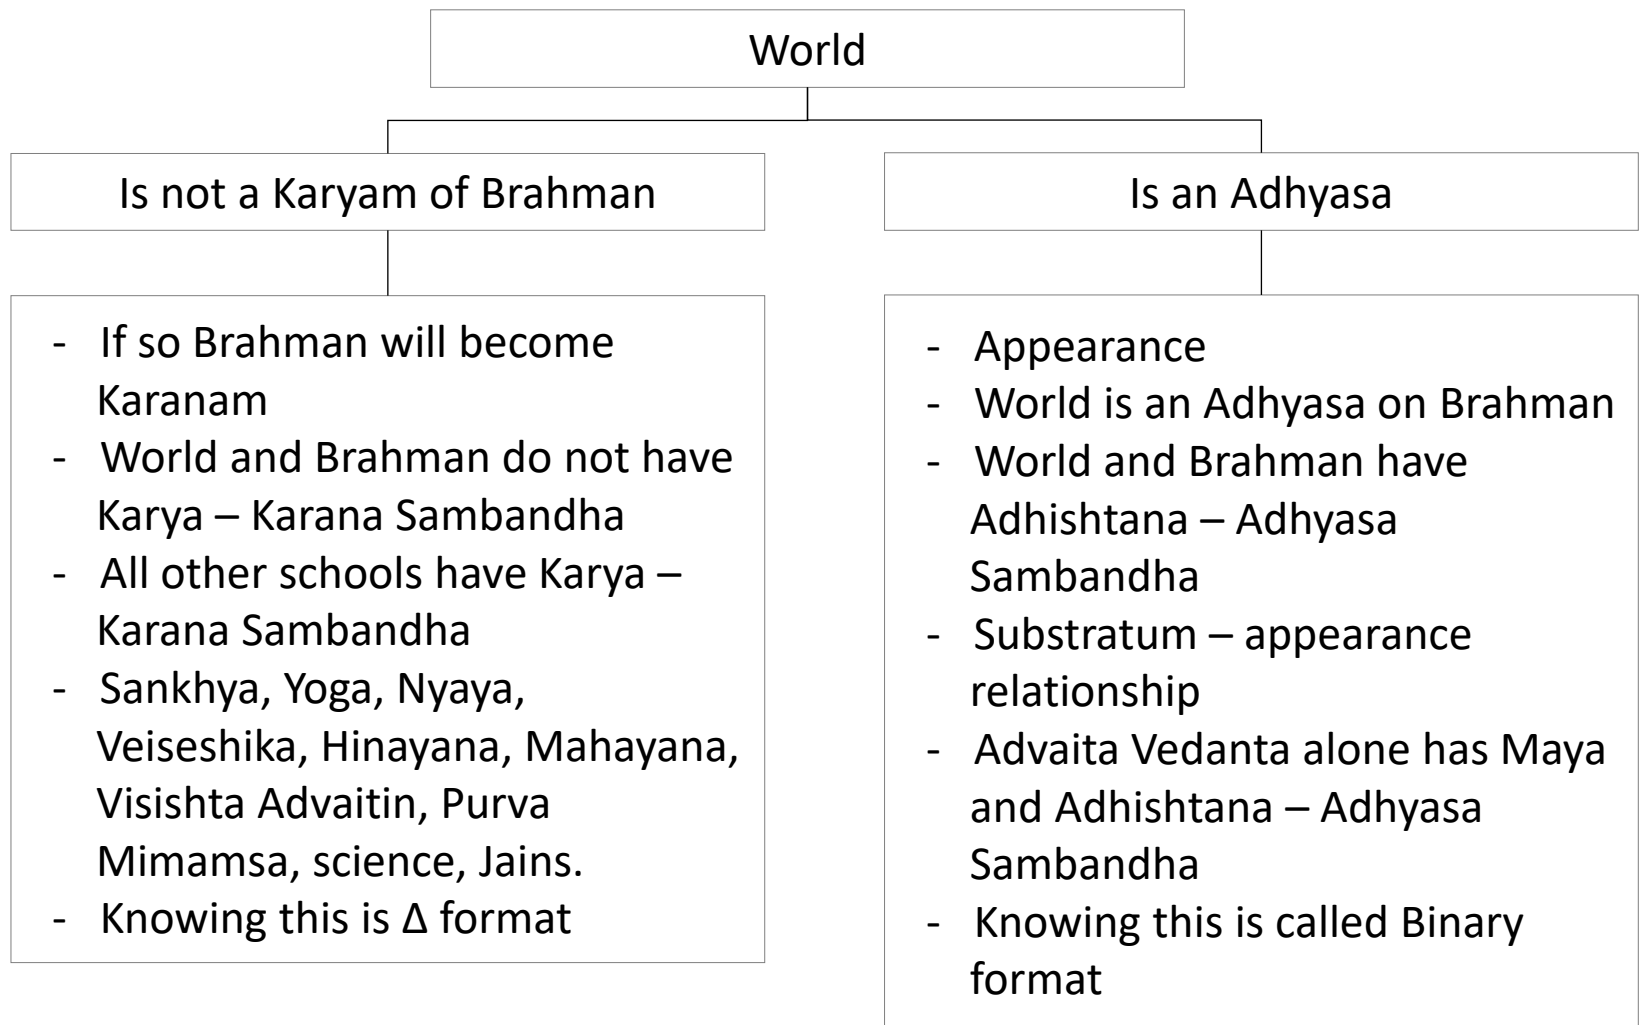 World
Is not a Karyam of Brahman
- If so Brahman will become
Karanam
- World and Brahman do not have
Karya – Karana Sambandha
- All other schools have Karya –
Karana Sambandha
- Sankhya, Yoga, Nyaya,
Veiseshika, Hinayana, Mahayana,
Visishta Advaitin, Purva
Mimamsa, science, Jains.
- Knowing this is Δ format
Is an Adhyasa
- Appearance
- World is an Adhyasa on Brahman
- World and Brahman have
Adhishtana – Adhyasa
Sambandha
- Substratum – appearance
relationship
- Advaita Vedanta alone has Maya
and Adhishtana – Adhyasa
Sambandha
- Knowing this is called Binary
format